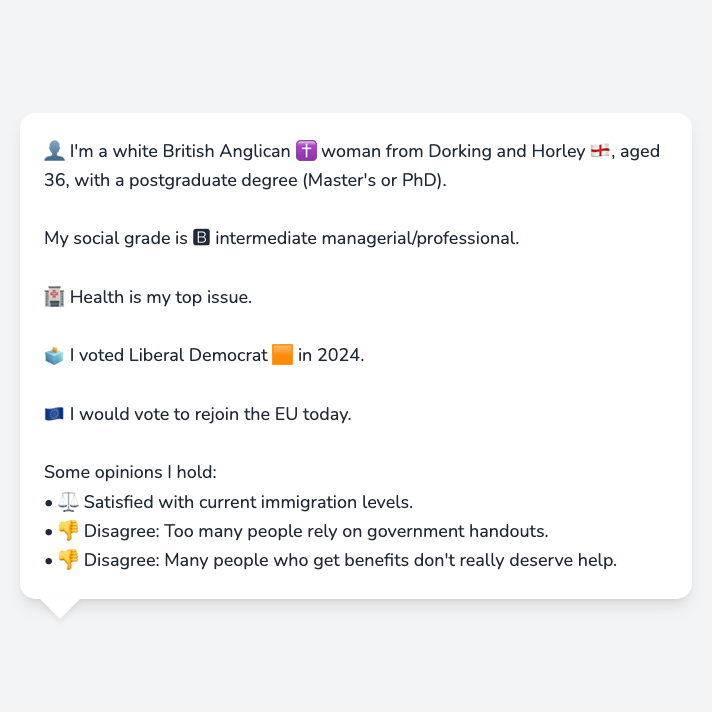 👤 I'm a white British Anglican ✝️ woman from Dorking and Horley 🏴󠁧󠁢󠁥󠁮󠁧󠁿, aged
36, with a postgraduate degree (Master's or PhD).
My social grade is 🅱 intermediate managerial/professional.
🏥 Health is my top issue.
🗳️ I voted Liberal Democrat 🟧 in 2024.
🇪🇺 I would vote to rejoin the EU today.
Some opinions I hold:
• ⚖️ Satisfied with current immigration levels.
• 👎 Disagree: Too many people rely on government handouts.
• 👎 Disagree: Many people who get benefits don't really deserve help.